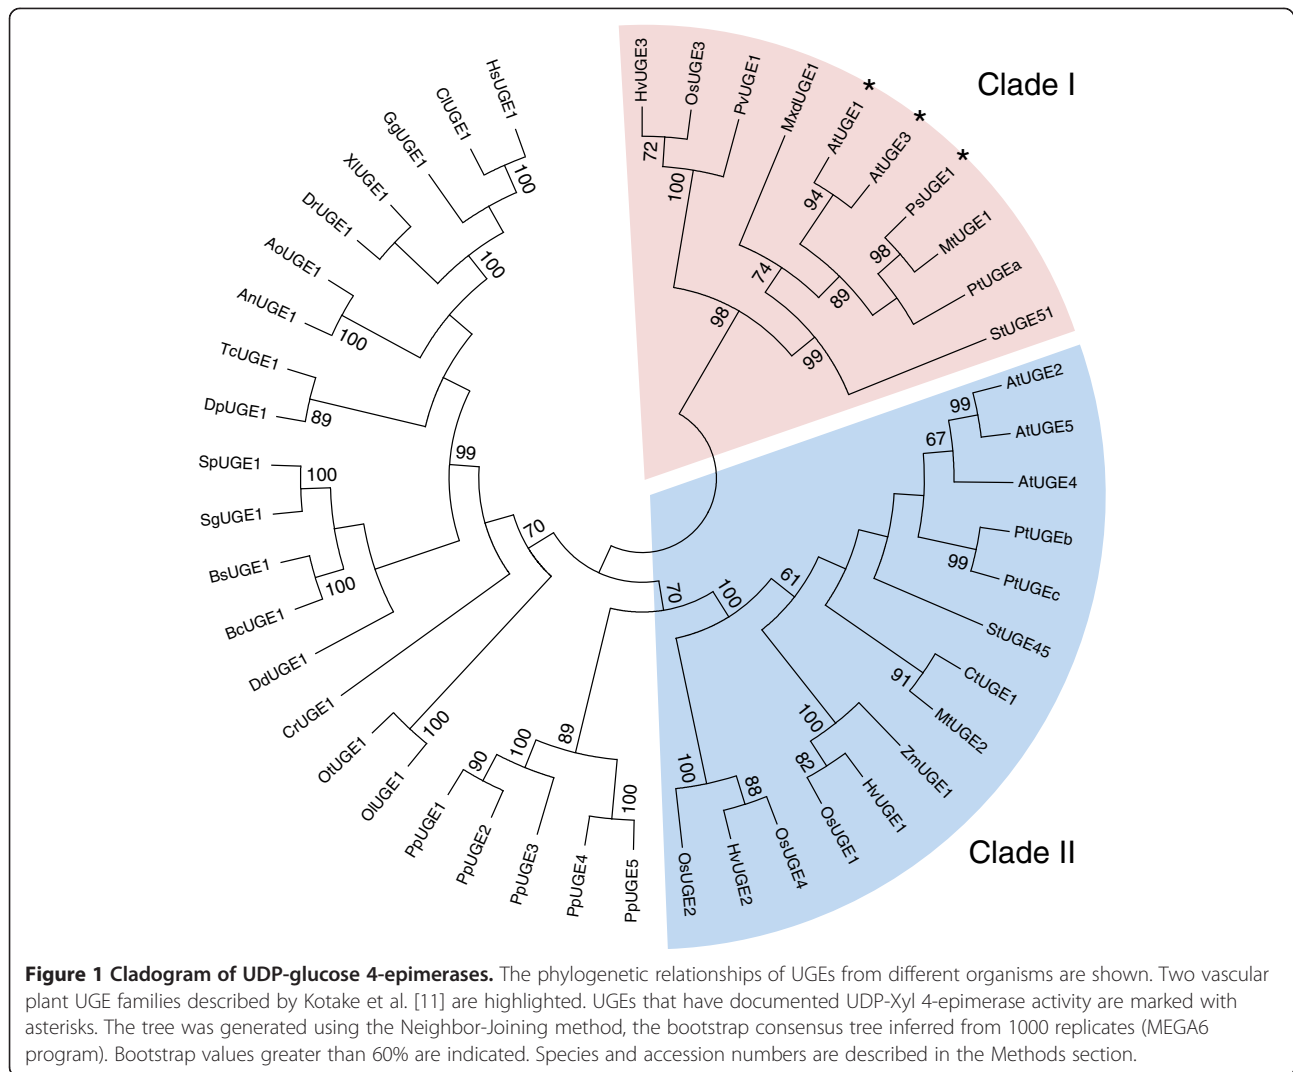 Clade I
HvUGE3
OsUGE3
PvUGE1
MxdUGE1
AtUGE1 *
AtUGE3 *
PsUGE1 *
MtUGE1
PtUGEa
StUGE51
72
100
94
98
74
89
98
99
AtUGE2
AtUGE5
AtUGE4
PtUGEb
PtUGEc
StUGE45
CtUGE1
MtUGE2
ZmUGE1
HvUGE1
OsUGE1
OsUGE4
HvUGE2
OsUGE2
99
67
99
91
61
100
70
100
82
88
100
Clade II
PpUGE5
PpUGE4
PpUGE3
PpUGE2
PpUGE1
100
89
100
90
OlUGE1
OtUGE1
100
CrUGE1
DdUGE1
BcUGE1
BsUGE1
100
SgUGE1
SpUGE1
100
70
99
DpUGE1
TcUGE1
89
AnUGE1
AoUGE1
100
DrUGE1
XlUGE1
GgUGE1
ClUGE1
HsUGE1
100
100
Figure 1 Cladogram of UDP-glucose 4-epimerases. The phylogenetic relationships of UGEs from different organisms are shown. Two vascular
plant UGE families described by Kotake et al. [11] are highlighted. UGEs that have documented UDP-Xyl 4-epimerase activity are marked with
asterisks. The tree was generated using the Neighbor-Joining method, the bootstrap consensus tree inferred from 1000 replicates (MEGA6
program). Bootstrap values greater than 60% are indicated. Species and accession numbers are described in the Methods section.